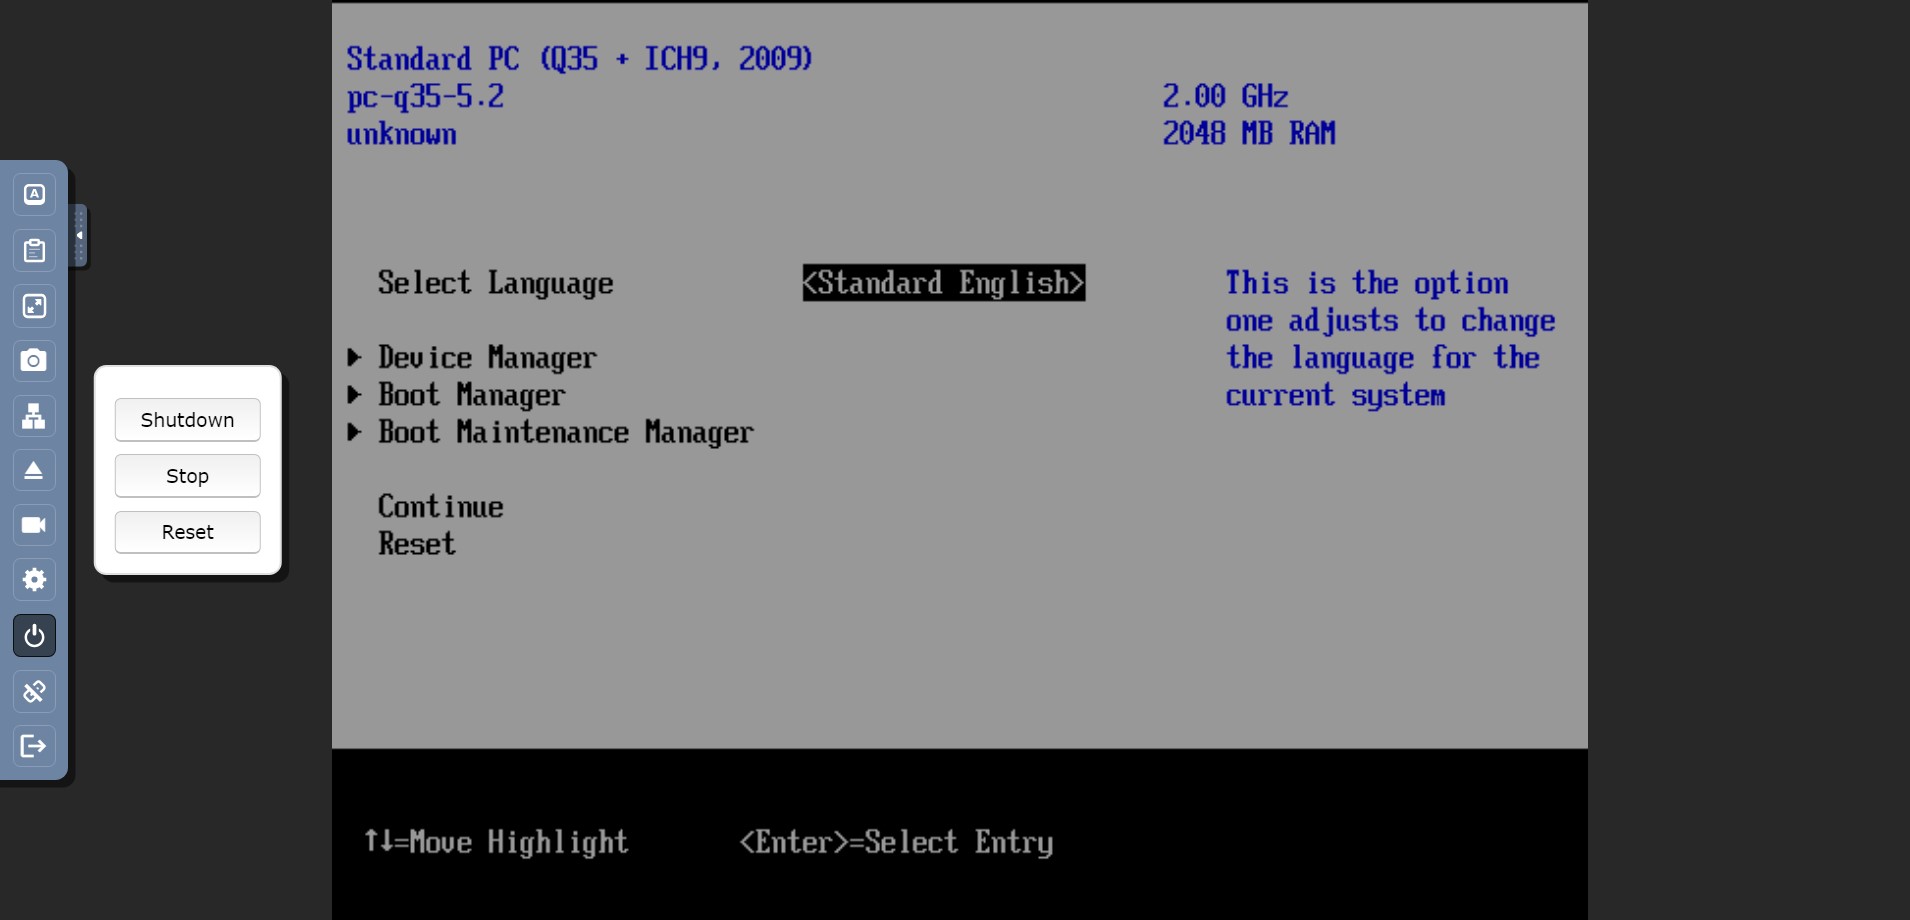 Standard PC (Q35 + ICH9, 2009)
pc-q35-5.2 2.00 GHz
unknown 2048 MB RAM
Select Language <Standard English> This is the option
one adjusts to change
Device Manager the language for the
Boot Manager current system
Boot Maintenance Manager
Continue
Reset
↑↓=Move Highlight <Enter>=Select Entry
A
Shutdown
Stop
Reset